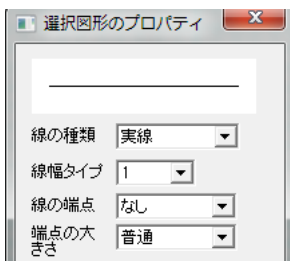 選択図形のプロパティ
線の種類 実線
線幅タイプ 1
線の端点 なし
端点の大
きさ 普通